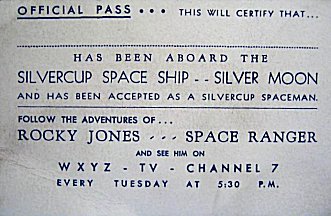 OFFICIAL PASS ... THIS WILL CERTIFY THAT...
HAS BEEN ABOARD THE
SILVERCUP SPACE SHIP - - SILVER MOON
AND HAS BEEN ACCEPTED AS A SILVERCUP SPACEMAN.
FOLLOW THE ADVENTURES OF...
ROCKY JONES - - - SPACE RANGER
AND SEE HIM ON
WXYZ - TV - CHANNEL 7
EVERY TUESDAY AT 5:30 P.M.